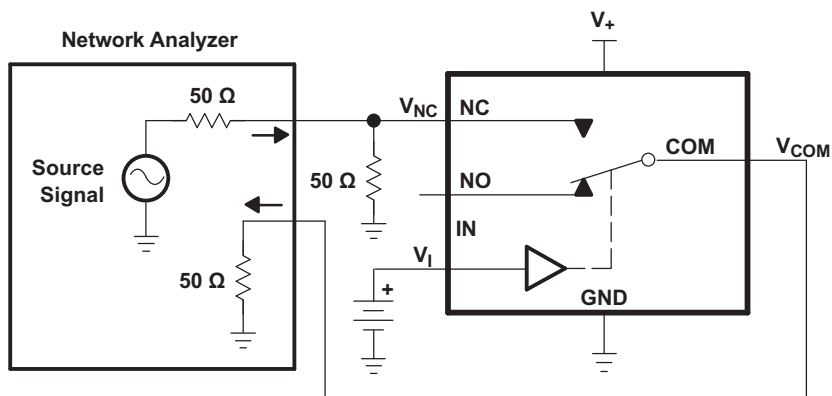 V+
Network Analyzer
50 Ω
VNC NC
COM VCOM
Source
Signal
50 Ω
NO
IN
50 Ω
VI
+
GND